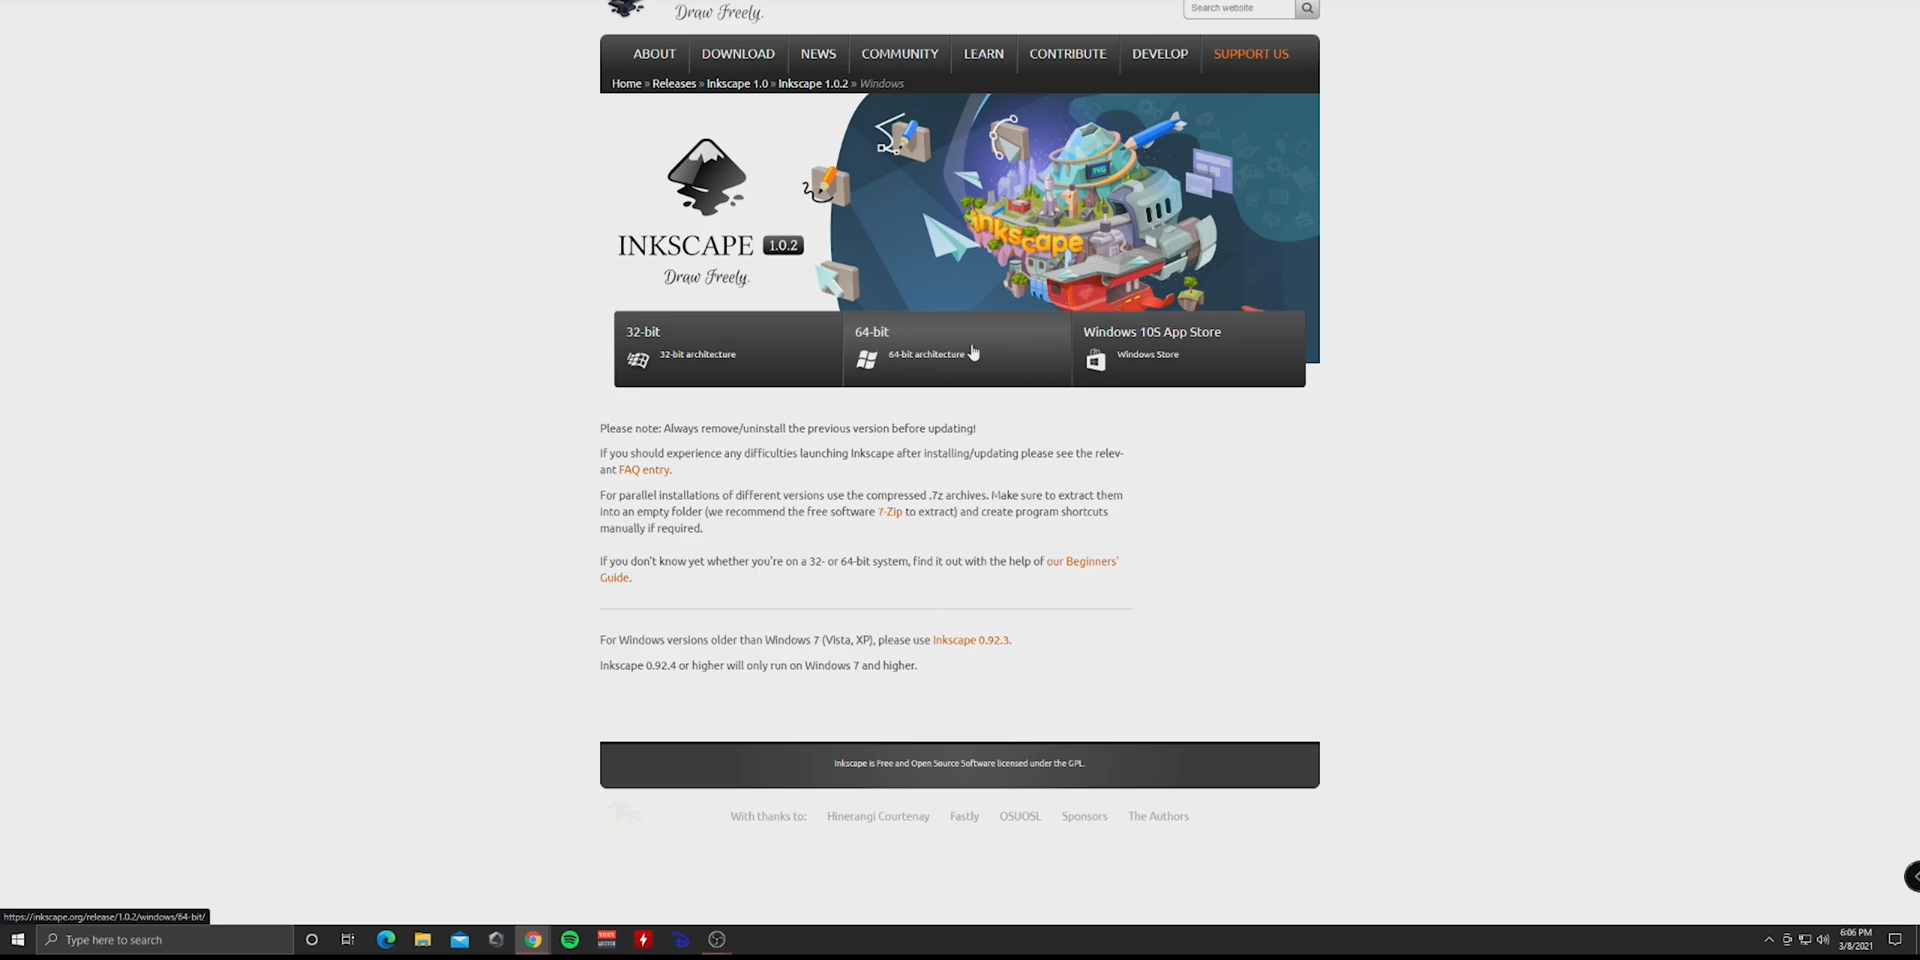 Draw Freely.
Search website
ABOUT DOWNLOAD NEWS COMMUNITY LEARN CONTRIBUTE DEVELOP SUPPORT US
Home » Releases » Inkscape 1.0 » Inkscape 1.0.2 » Windows
SVG
inkscape
INKSCAPE 1.0.2
Draw Freely.
32-bit
32-bit architecture
64-bit
64-bit architecture
Windows 10S App Store
Windows Store
Please note: Always remove/uninstall the previous version before updating!
If you should experience any difficulties launching Inkscape after installing/updating please see the relev-
ant FAQ entry.
For parallel installations of different versions use the compressed .7z archives. Make sure to extract them
into an empty folder (we recommend the free software 7-Zip to extract) and create program shortcuts
manually if required.
If you don't know yet whether you're on a 32- or 64-bit system, find it out with the help of our Beginners'
Guide.
For Windows versions older than Windows 7 (Vista, XP), please use Inkscape 0.92.3.
Inkscape 0.92.4 or higher will only run on Windows 7 and higher.
Inkscape is Free and Open Source Software licensed under the GPL.
With thanks to: Hinerangi Courtenay Fastly OSUOSL Sponsors The Authors
https://inkscape.org/release/1.0.2/windows/64-bit/
Type here to search
6:06 PM
3/8/2021